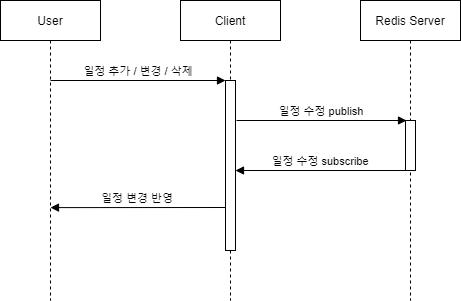 User
Client
Redis Server
일정 추가 / 변경 / 삭제
일정 수정 publish
일정 수정 subscribe
일정 변경 반영